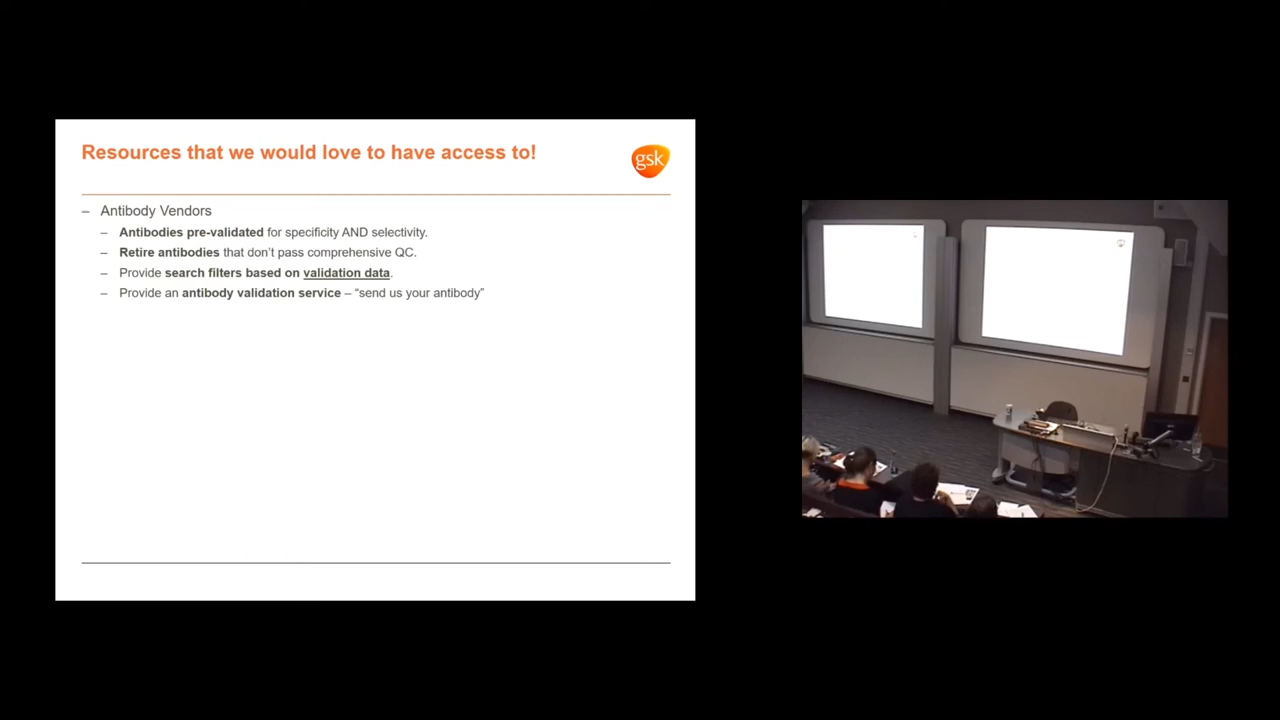 Resources that we would love to have access to!
gsk
– Antibody Vendors
– Antibodies pre-validated for specificity AND selectivity.
– Retire antibodies that don't pass comprehensive QC.
– Provide search filters based on validation data.
– Provide an antibody validation service – “send us your antibody”